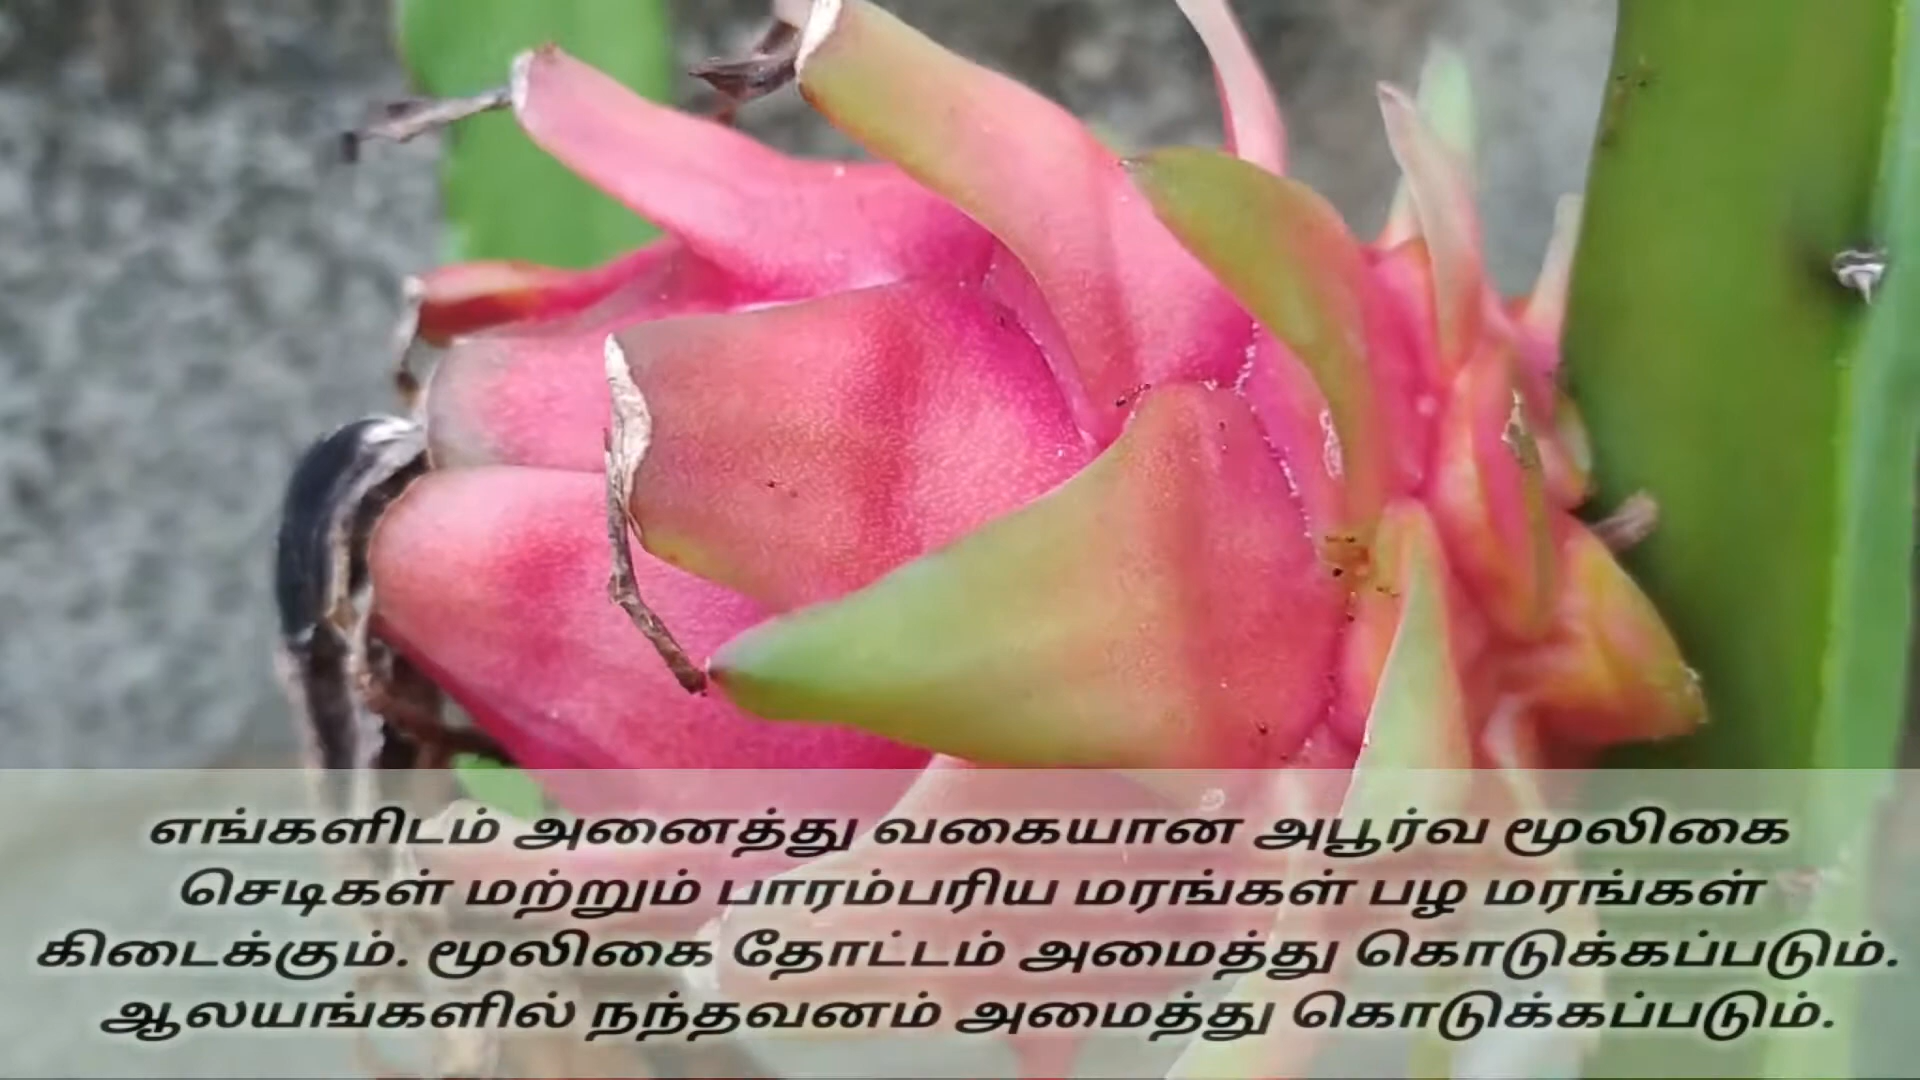 எங்களிடம் அனைத்து வகையான அபூர்வ மூலிகை
செடிகள் மற்றும் பாரம்பரிய மரங்கள் பழ மரங்கள்
கிடைக்கும். மூலிகை தோட்டம் அமைத்து கொடுக்கப்படும்.
ஆலயங்களில் நந்தவனம் அமைத்து கொடுக்கப்படும்.